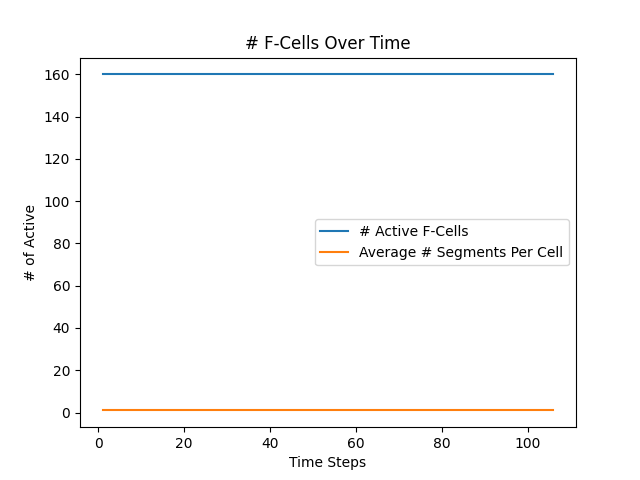 # F-Cells Over Time
160
140
120
100
80
60
40
20
0
# of Active
# Active F-Cells
Average # Segments Per Cell
0 20 40 60 80 100
Time Steps